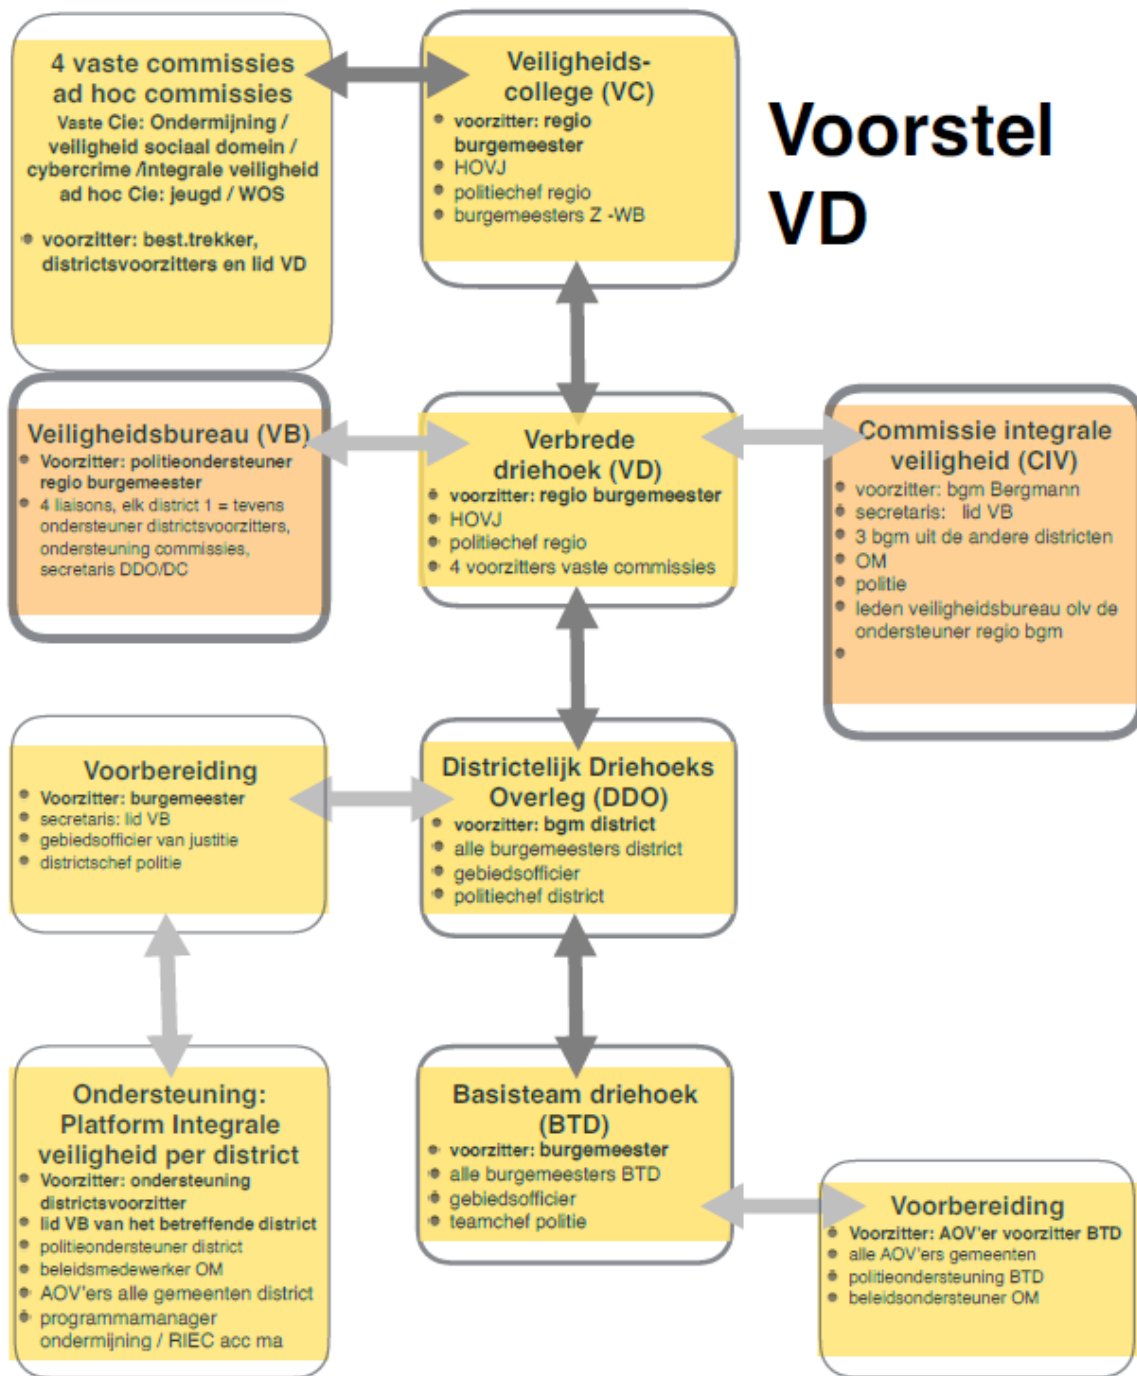 4 vaste commissies
ad hoc commissies
Vaste Cie: Ondermijning /
veiligheid sociaal domein /
cybercrime /Integrale veiligheid
ad hoc Cie: jeugd / WOS
voorzitter: best.trekker,
districtsvoorzitters en lid VD
Veiligheids-
college (VC)
voorzitter: regio
burgemeester
HOVJ
politiechef regio
burgemeesters Z -WB
Voorstel
VD
Veiligheidsbureau (VB)
Voorzitter: politieondersteuner
regio burgemeester
4 liaisons, elk district 1 = tevens
ondersteuner districtsvoorzitters,
ondersteuning commissies,
secretaris DDO/DC
Verbrede
driehoek (VD)
voorzitter: regio burgemeester
HOVJ
politiechef regio
4 voorzitters vaste commissies
Commissie integrale
veiligheid (CIV)
voorzitter: bgm Bergmann
secretaris: lid VB
3 bgm uit de andere districten
OM
politie
leden veiligheidsbureau olv de
ondersteuner regio bgm
Voorbereiding
Voorzitter: burgemeester
secretaris: lid VB
gebiedsofficier van justitie
districtschef politie
Districtelijk Driehoeks
Overleg (DDO)
voorzitter: bgm district
alle burgemeesters district
gebiedsofficier
politiechef district
Ondersteuning:
Platform Integrale
veiligheid per district
Voorzitter: ondersteuning
districtsvoorzitter
lid VB van het betreffende district
politieondersteuner district
beleidsmedewerker OM
AOV'ers alle gemeenten district
programmamanager
ondermijning / RIEC acc ma
Basisteam driehoek
(BTD)
voorzitter: burgemeester
alle burgemeesters BTD
gebiedsofficier
teamchef politie
Voorbereiding
Voorzitter: AOV'er voorzitter BTD
alle AOV'ers gemeenten
politieondersteuning BTD
beleidsondersteuner OM